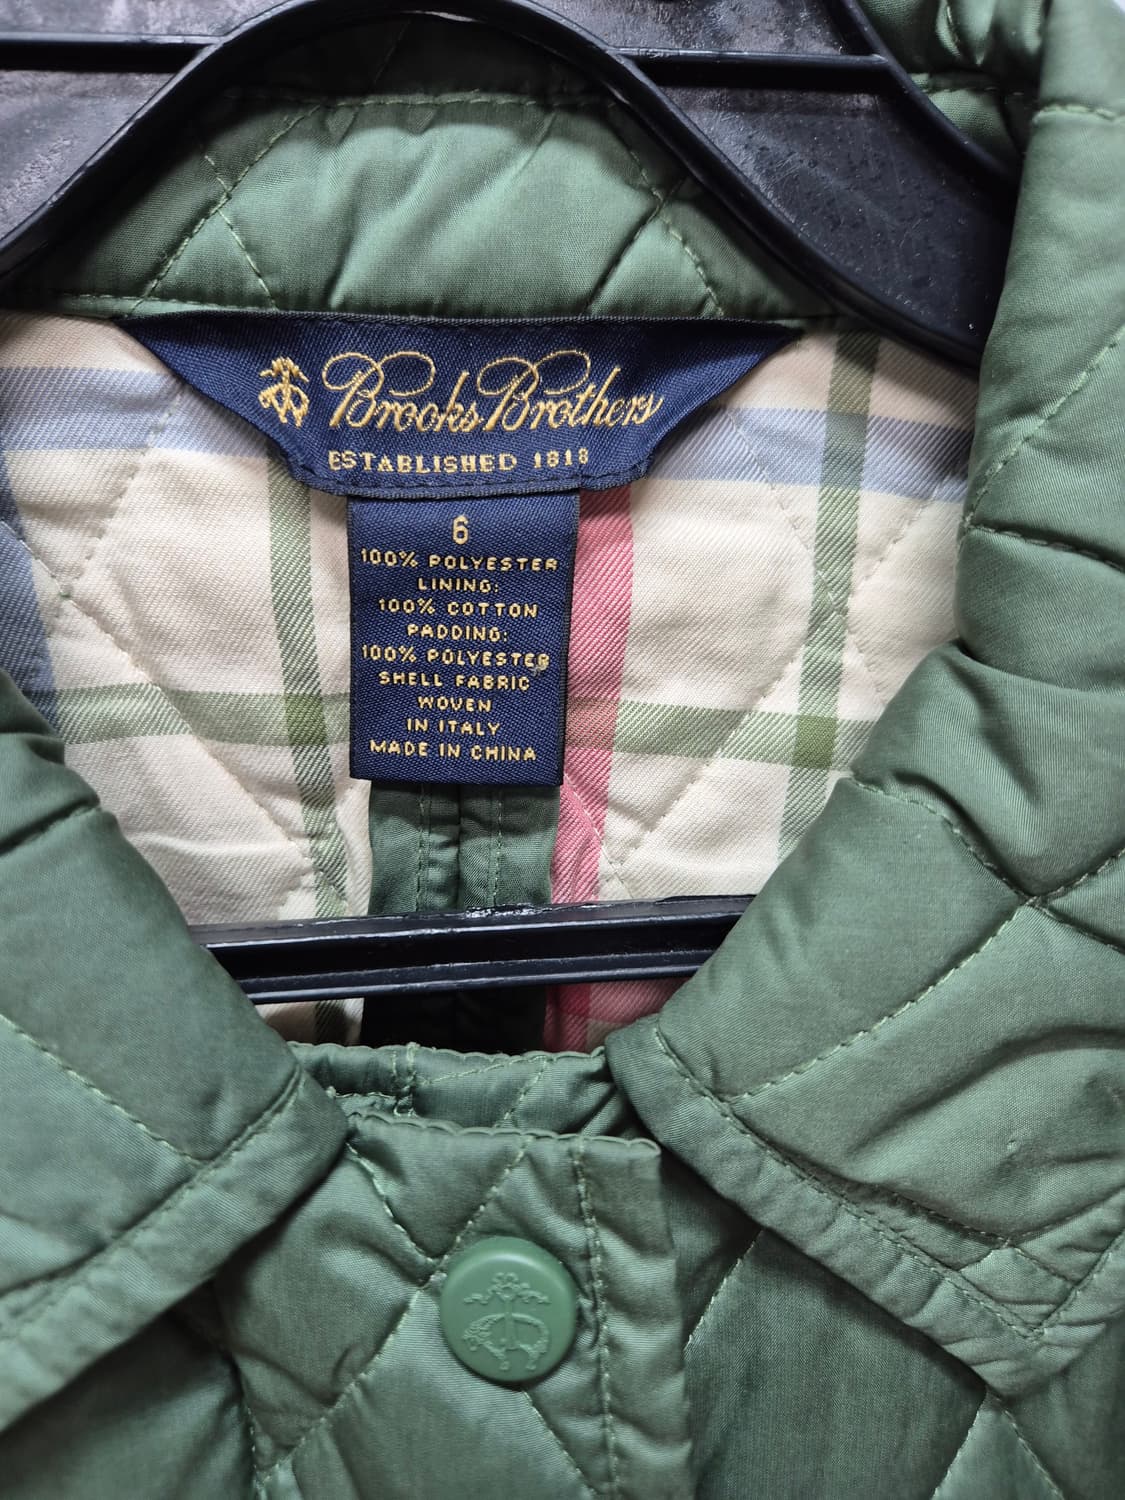 Brooks Brothers
ESTABLISHED 1818
6
100% POLYESTER
LINING:
100% COTTON
PADDING:
100% POLYESTER
SHELL FABRIC
WOVEN
IN ITALY
MADE IN CHINA